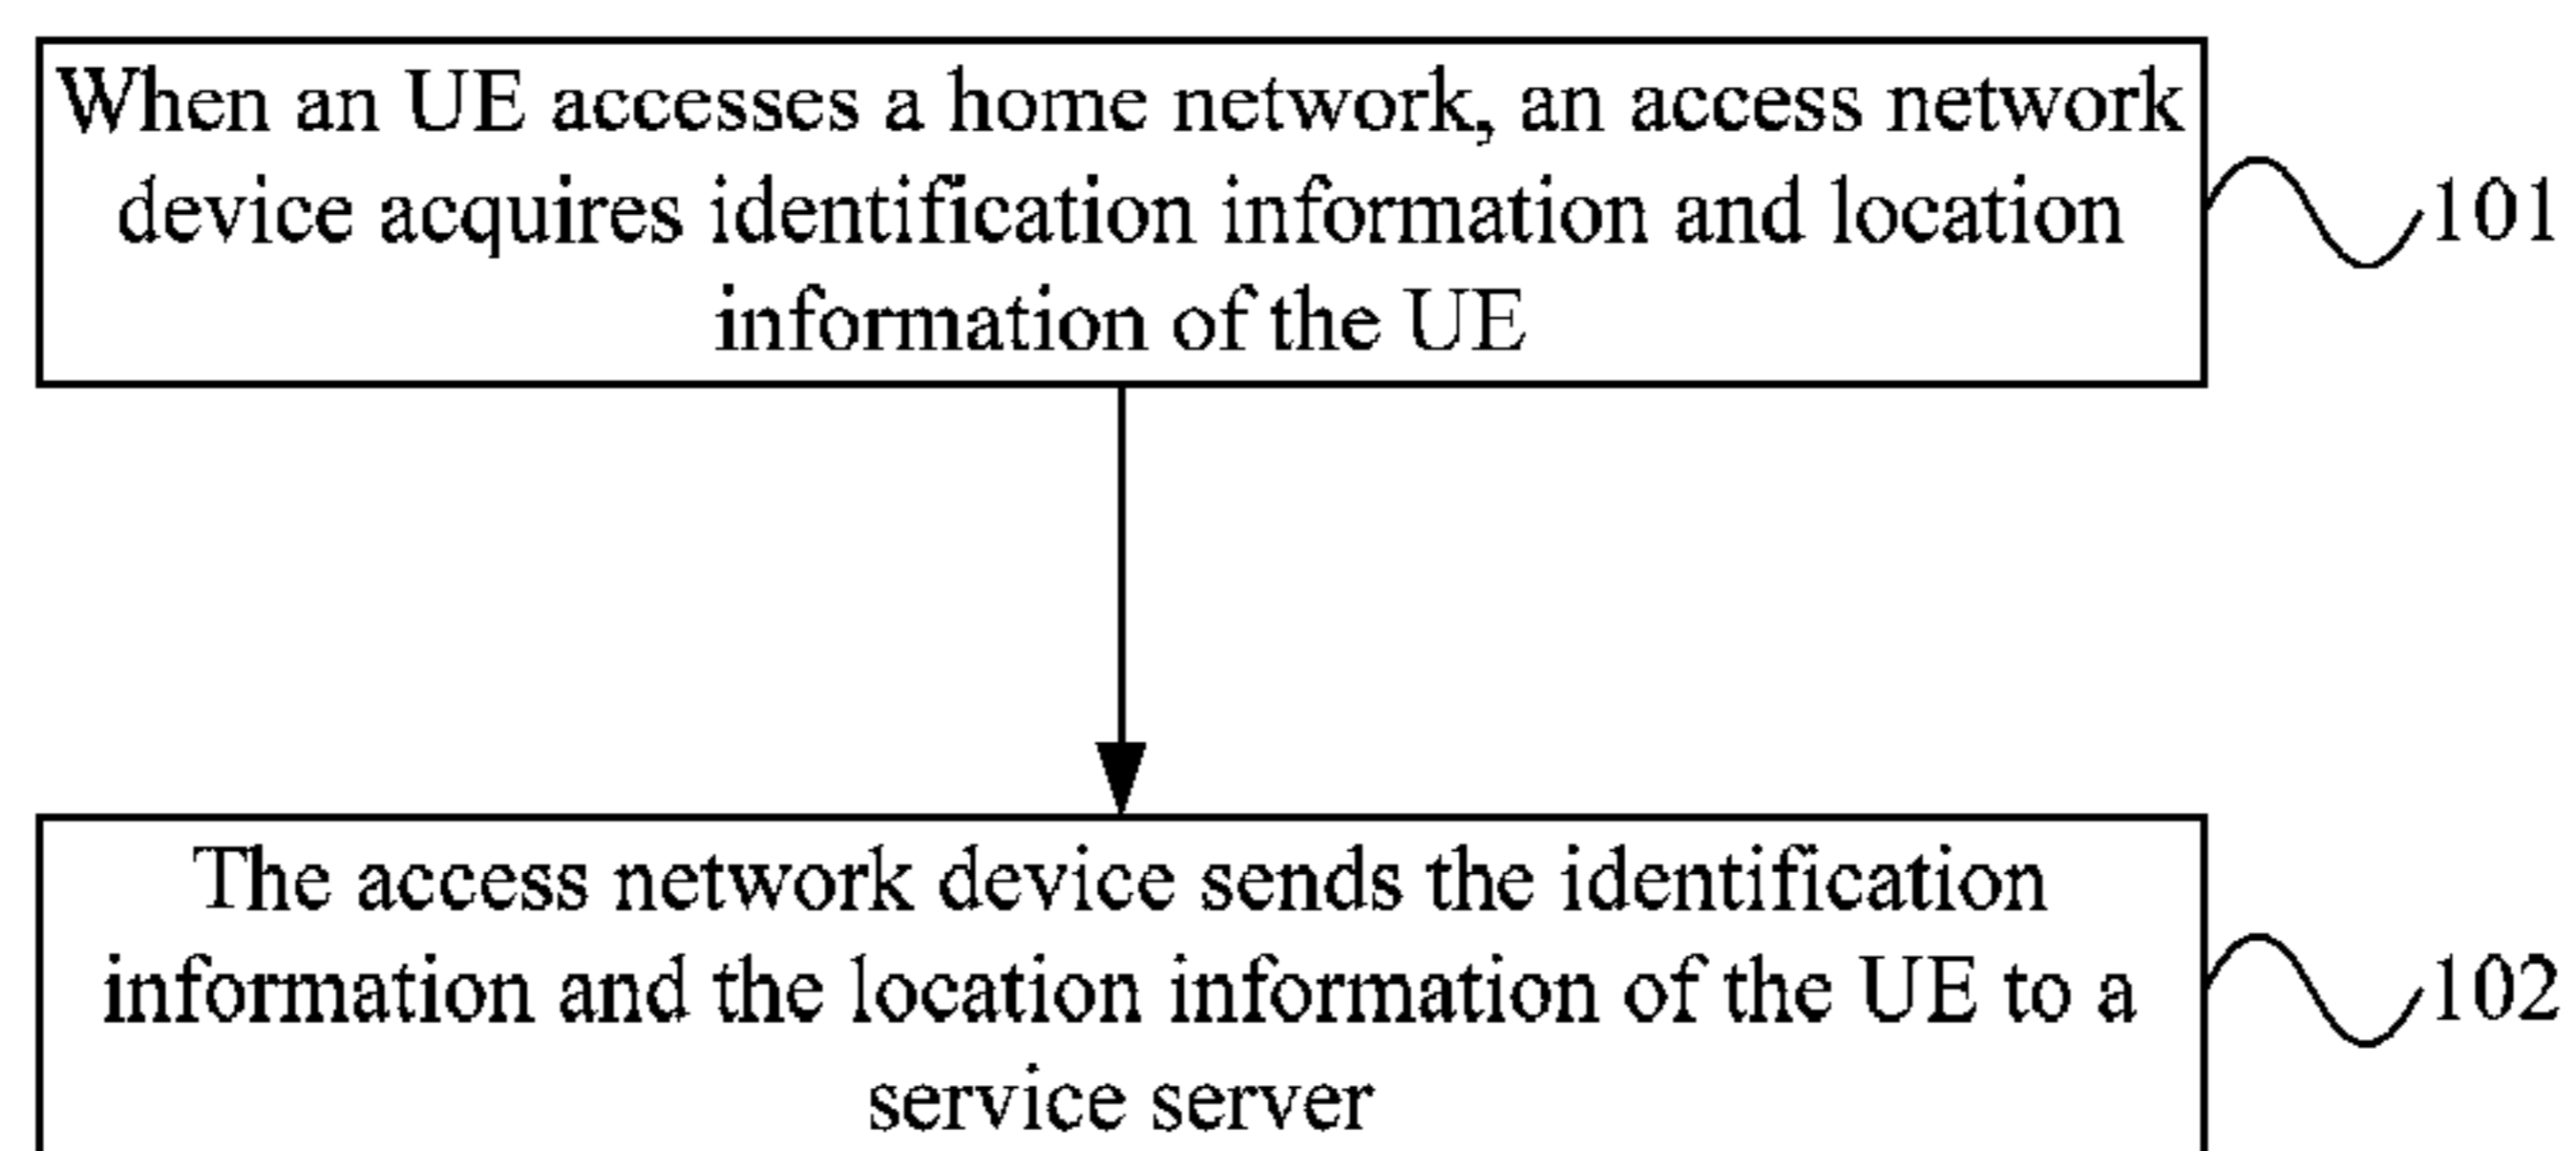 When an UE accesses a home network, an access network
device acquires identification information and location
information of the UE
101
The access network device sends the identification
information and the location information of the UE to a
service server
102